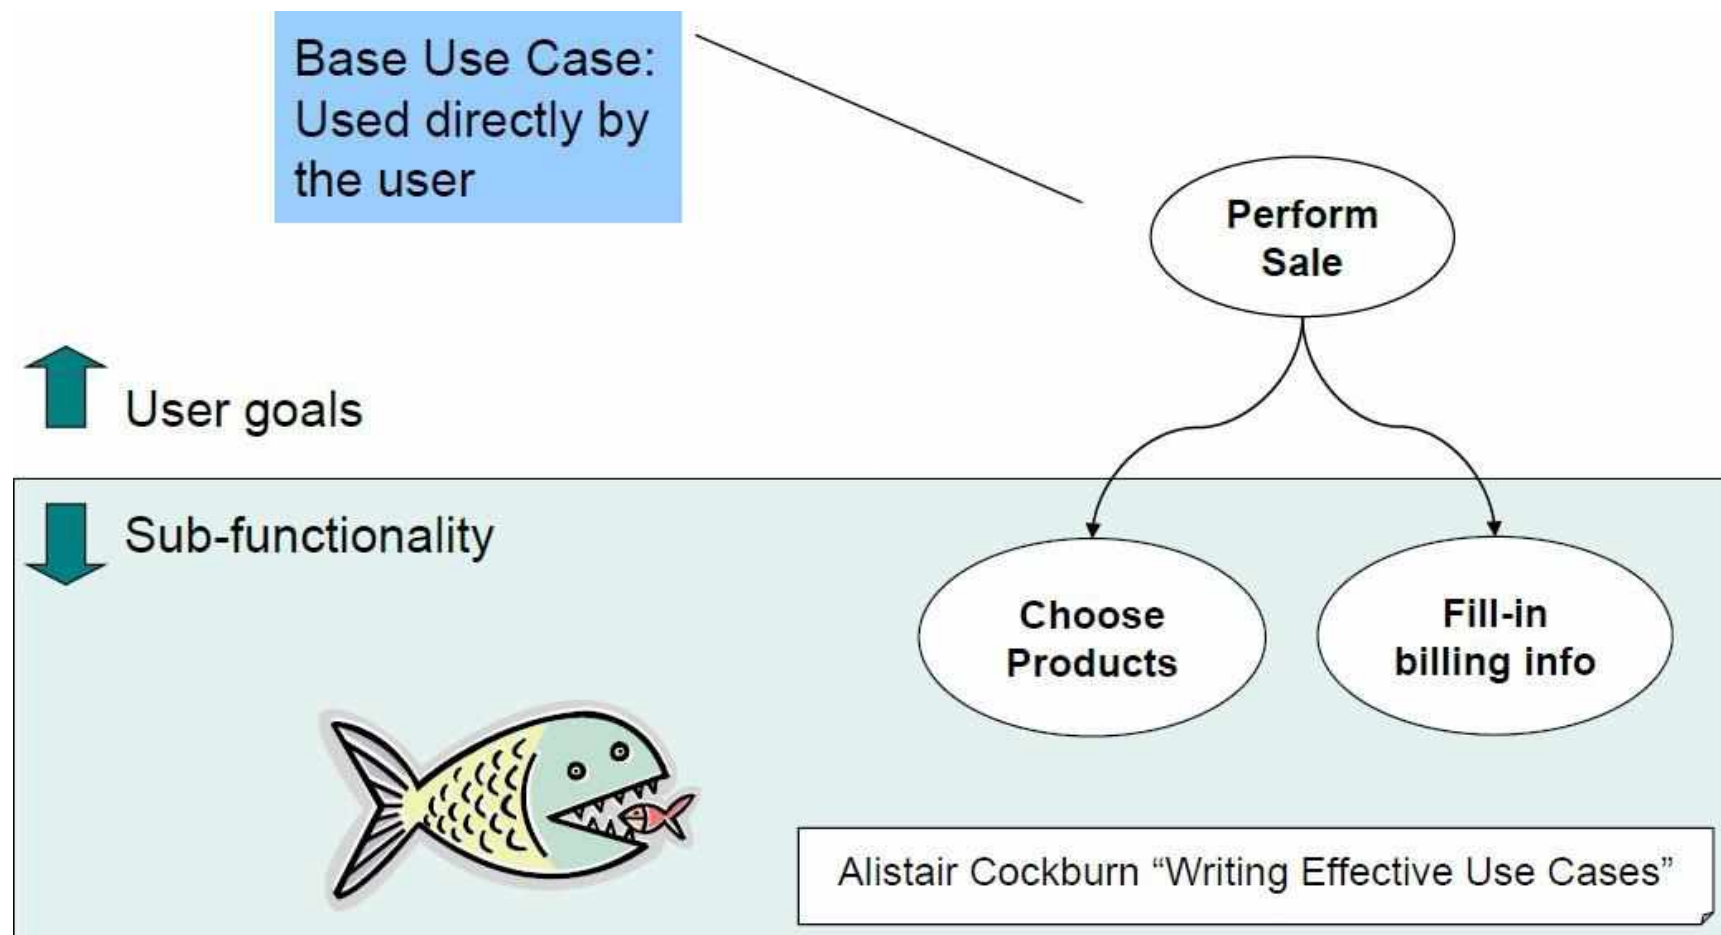 Base Use Case:
Used directly by
the user
Perform
Sale
User goals
Sub-functionality
Choose
Products
Fill-in
billing info
Alistair Cockburn “Writing Effective Use Cases”